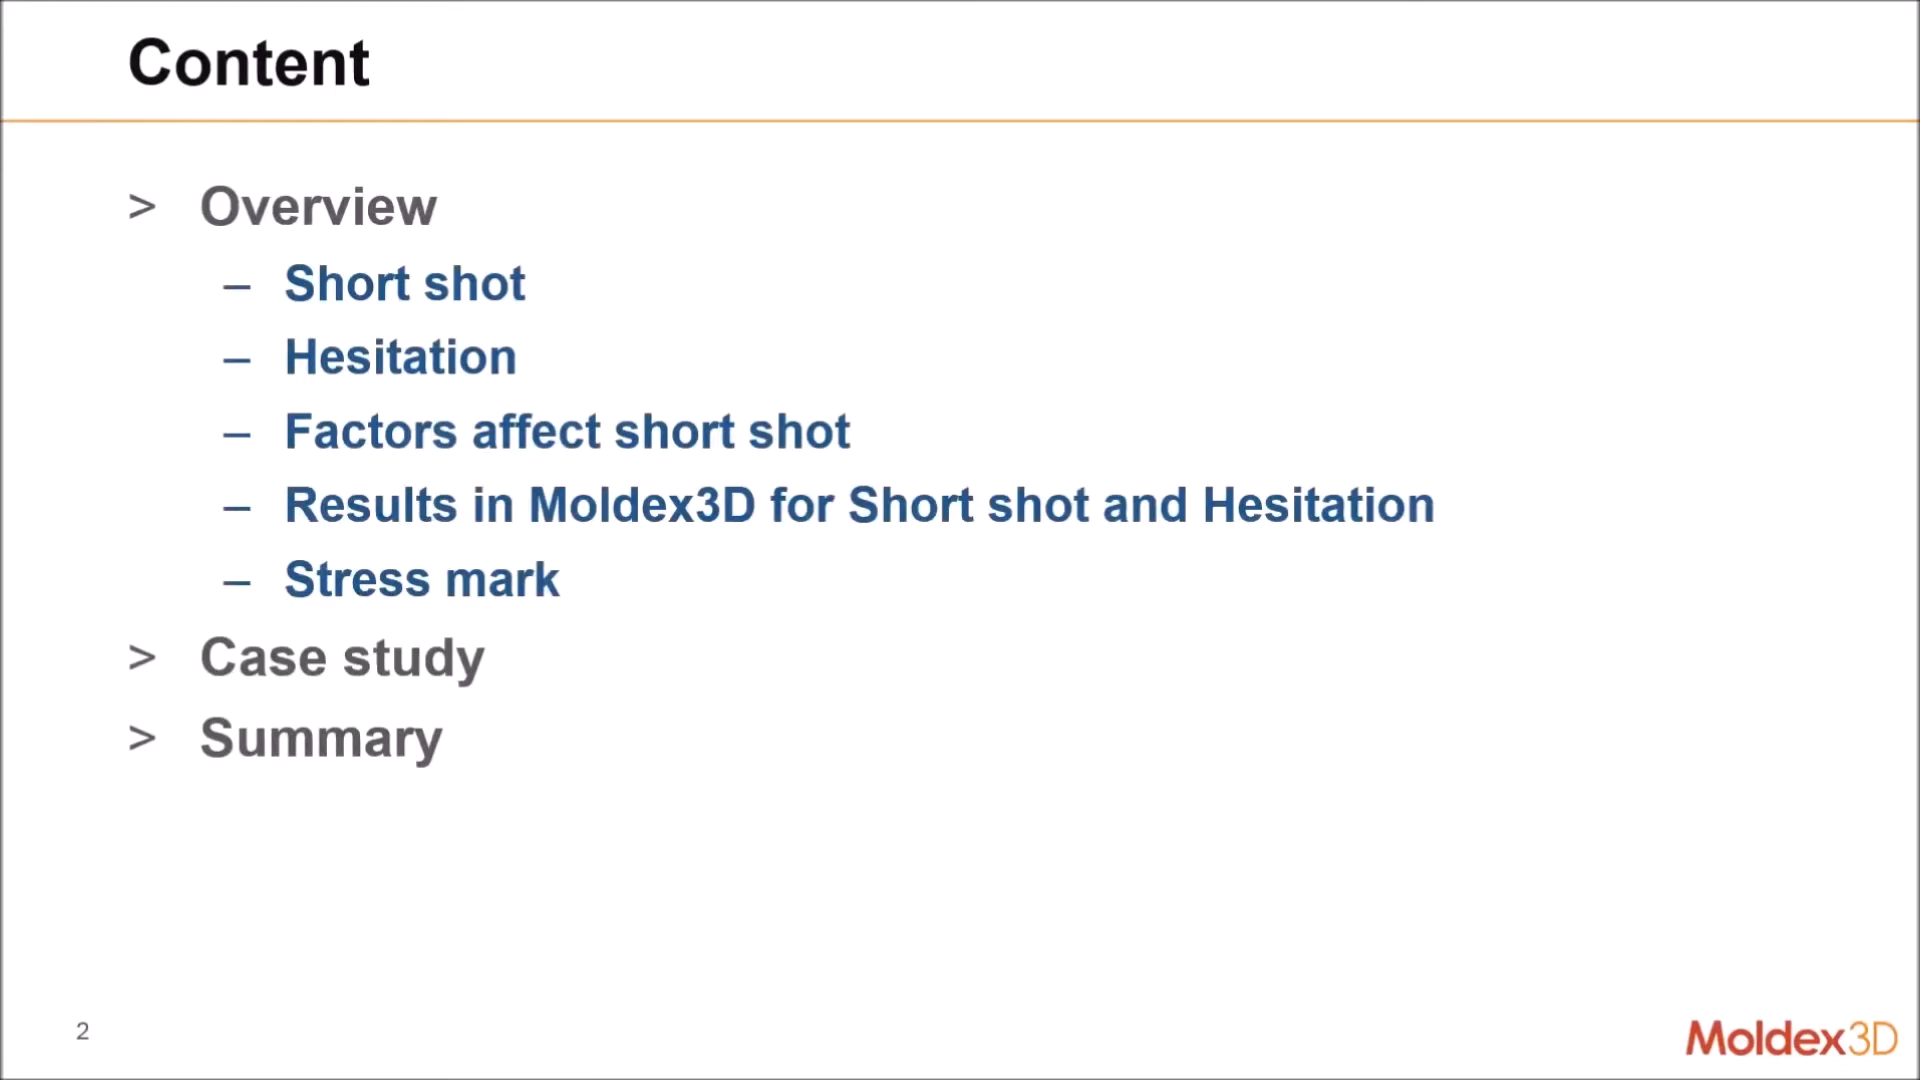 Content
> Overview
– Short shot
– Hesitation
– Factors affect short shot
– Results in Moldex3D for Short shot and Hesitation
– Stress mark
> Case study
> Summary
2
Moldex3D